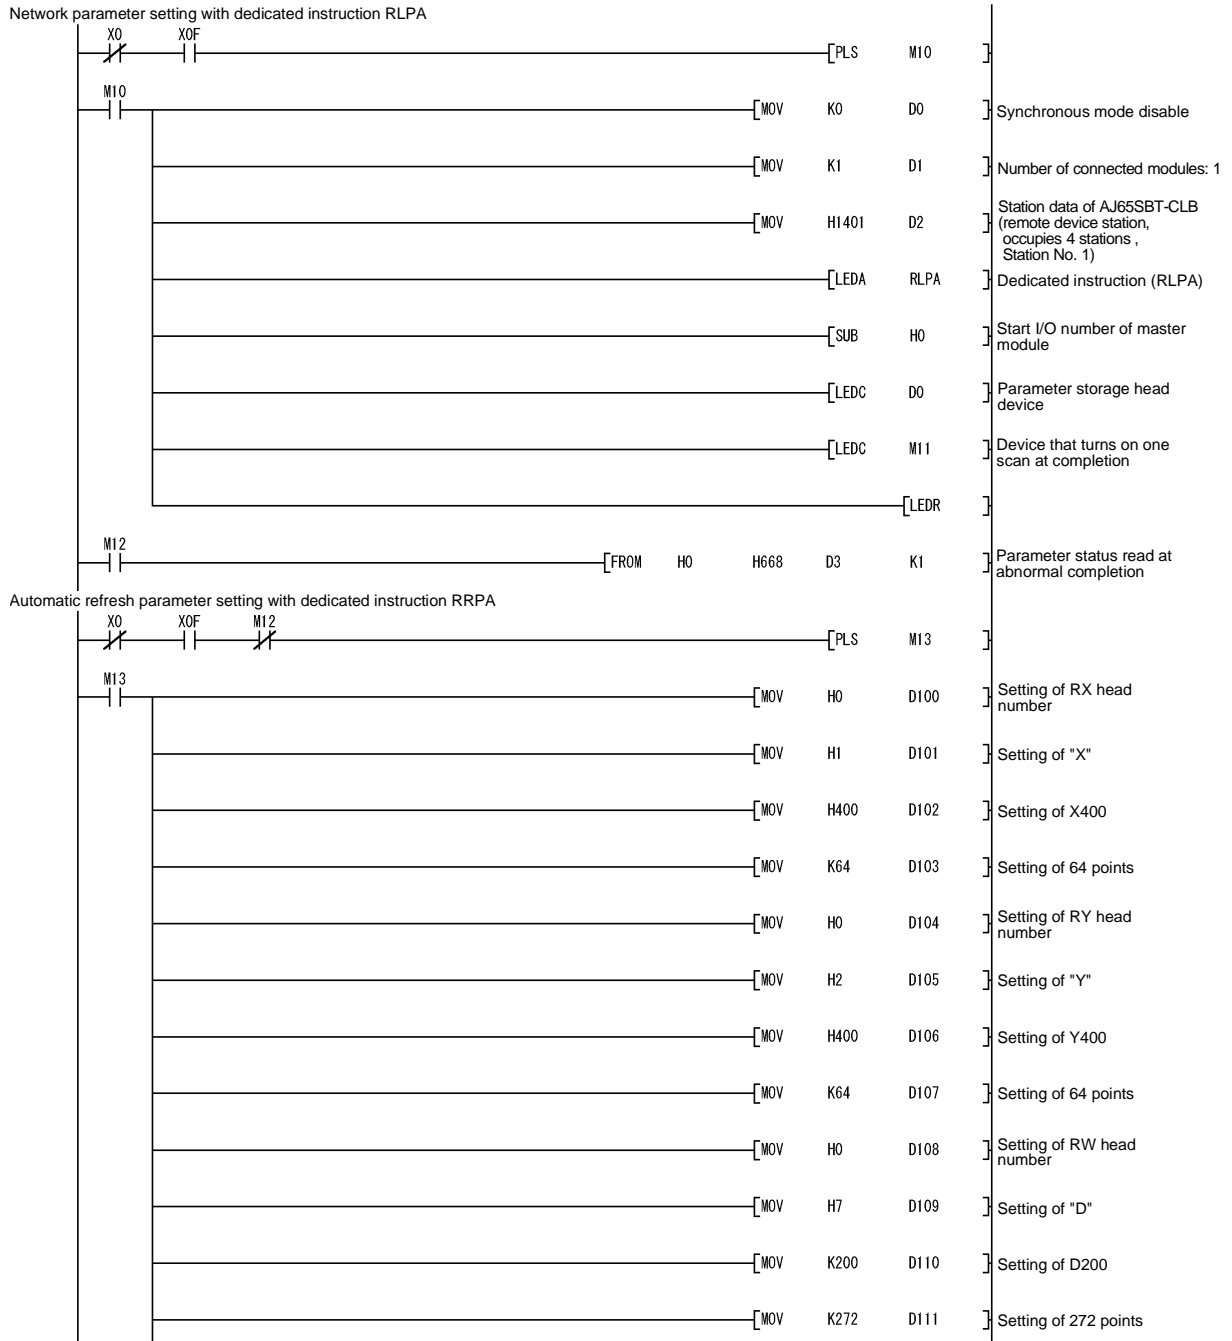 Network parameter setting with dedicated instruction RLPA
X0 X0F
PLS M10
M10
MOV K0 D0 Synchronous mode disable
MOV K1 D1 Number of connected modules: 1
MOV H1401 D2 Station data of AJ65SBT-CLB
(remote device station,
occupies 4 stations ,
Station No. 1)
LEDA RLPA Dedicated instruction (RLPA)
SUB H0 Start I/O number of master
module
LEDC D0 Parameter storage head
device
LEDC M11 Device that turns on one
scan at completion
LEDR
M12
FROM H0 H668 D3 K1 Parameter status read at
abnormal completion
Automatic refresh parameter setting with dedicated instruction RRPA
X0 X0F M12
PLS M13
M13
MOV H0 D100 Setting of RX head
number
MOV H1 D101 Setting of "X"
MOV H400 D102 Setting of X400
MOV K64 D103 Setting of 64 points
MOV H0 D104 Setting of RY head
number
MOV H2 D105 Setting of "Y"
MOV H400 D106 Setting of Y400
MOV K64 D107 Setting of 64 points
MOV H0 D108 Setting of RW head
number
MOV H7 D109 Setting of "D"
MOV K200 D110 Setting of D200
MOV K272 D111 Setting of 272 points